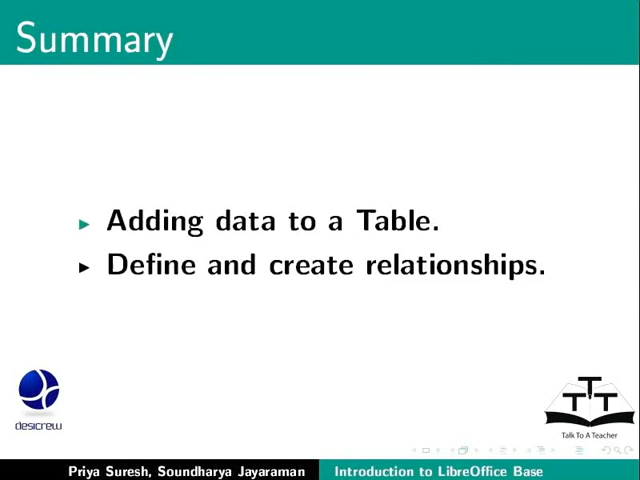 Summary
Adding data to a Table.
Define and create relationships.
desicrew
T T T
Talk To A Teacher
Priya Suresh, Soundharya Jayaraman
Introduction to LibreOffice Base